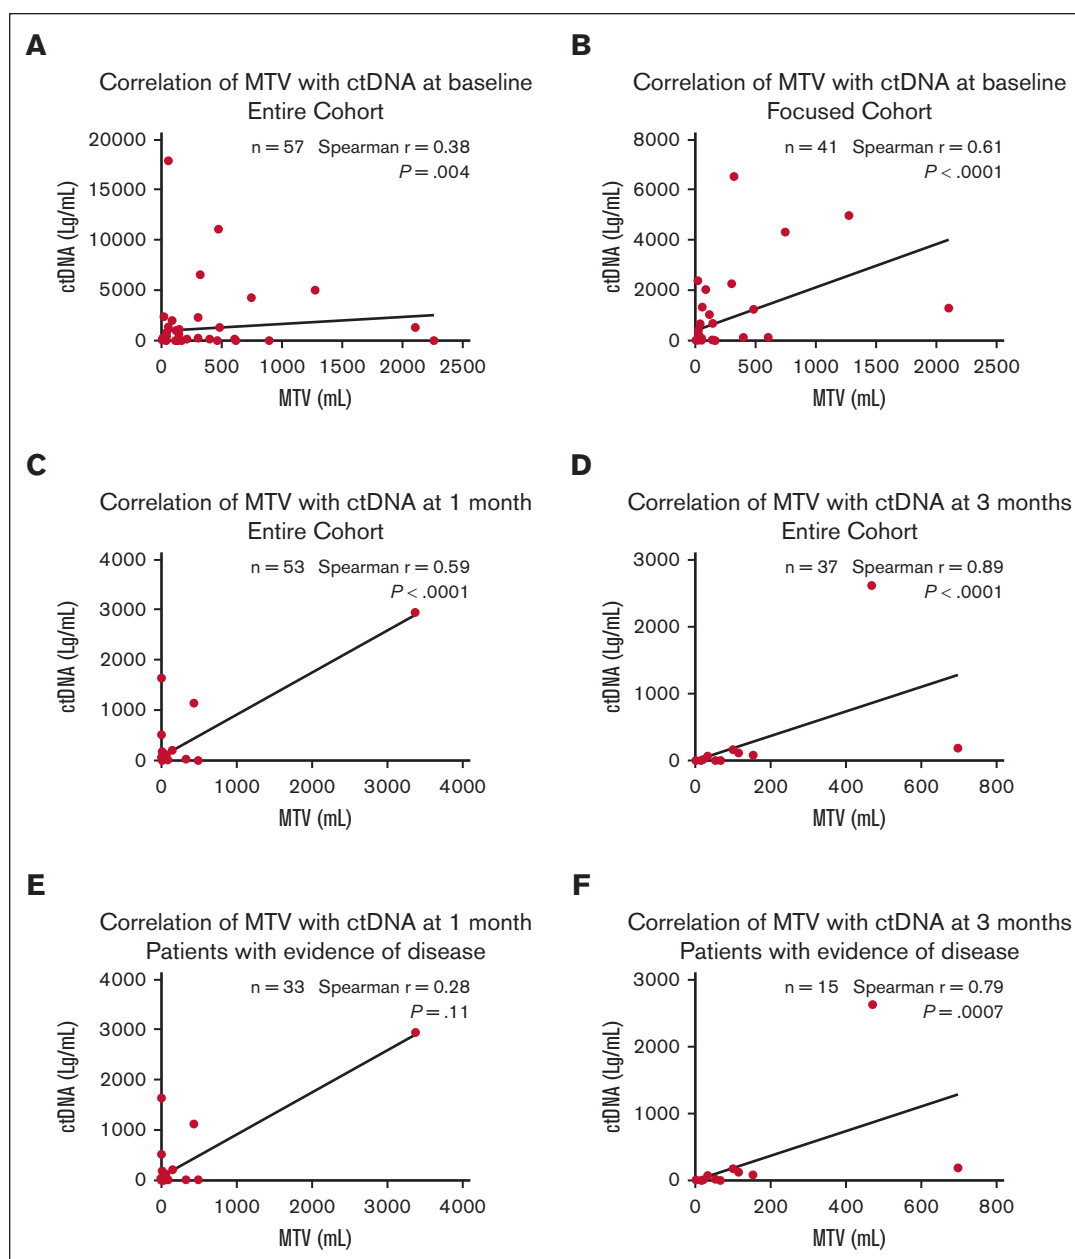 A
Correlation of MTV with ctDNA at baseline
Entire Cohort
n = 57 Spearman r = 0.38
P = .004
20000
15000
10000
5000
0
ctDNA (Lg/mL)
0 500 1000 1500 2000 2500
MTV (mL)
B
Correlation of MTV with ctDNA at baseline
Focused Cohort
n = 41 Spearman r = 0.61
P < .0001
8000
6000
4000
2000
0
ctDNA (Lg/mL)
0 500 1000 1500 2000 2500
MTV (mL)
C
Correlation of MTV with ctDNA at 1 month
Entire Cohort
n = 53 Spearman r = 0.59
P < .0001
4000
3000
2000
1000
0
ctDNA (Lg/mL)
0 1000 2000 3000 4000
MTV (mL)
D
Correlation of MTV with ctDNA at 3 months
Entire Cohort
n = 37 Spearman r = 0.89
P < .0001
3000
2000
1000
0
ctDNA (Lg/mL)
0 200 400 600 800
MTV (mL)
E
Correlation of MTV with ctDNA at 1 month
Patients with evidence of disease
n = 33 Spearman r = 0.28
P = .11
4000
3000
2000
1000
0
ctDNA (Lg/mL)
0 1000 2000 3000 4000
MTV (mL)
F
Correlation of MTV with ctDNA at 3 months
Patients with evidence of disease
n = 15 Spearman r = 0.79
P = .0007
3000
2000
1000
0
ctDNA (Lg/mL)
0 200 400 600 800
MTV (mL)